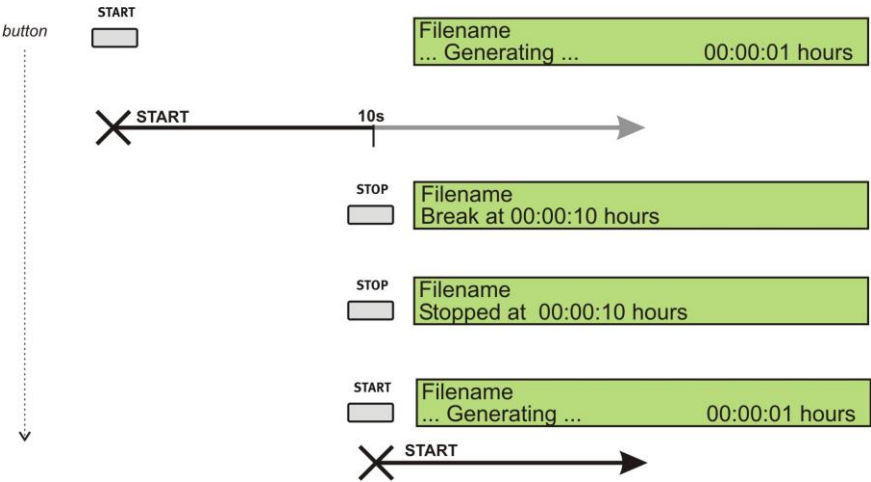 START
button
Filename
... Generating ... 00:00:01 hours
START 10s
STOP
Filename
Break at 00:00:10 hours
STOP
Filename
Stopped at 00:00:10 hours
START
Filename
... Generating ... 00:00:01 hours
START